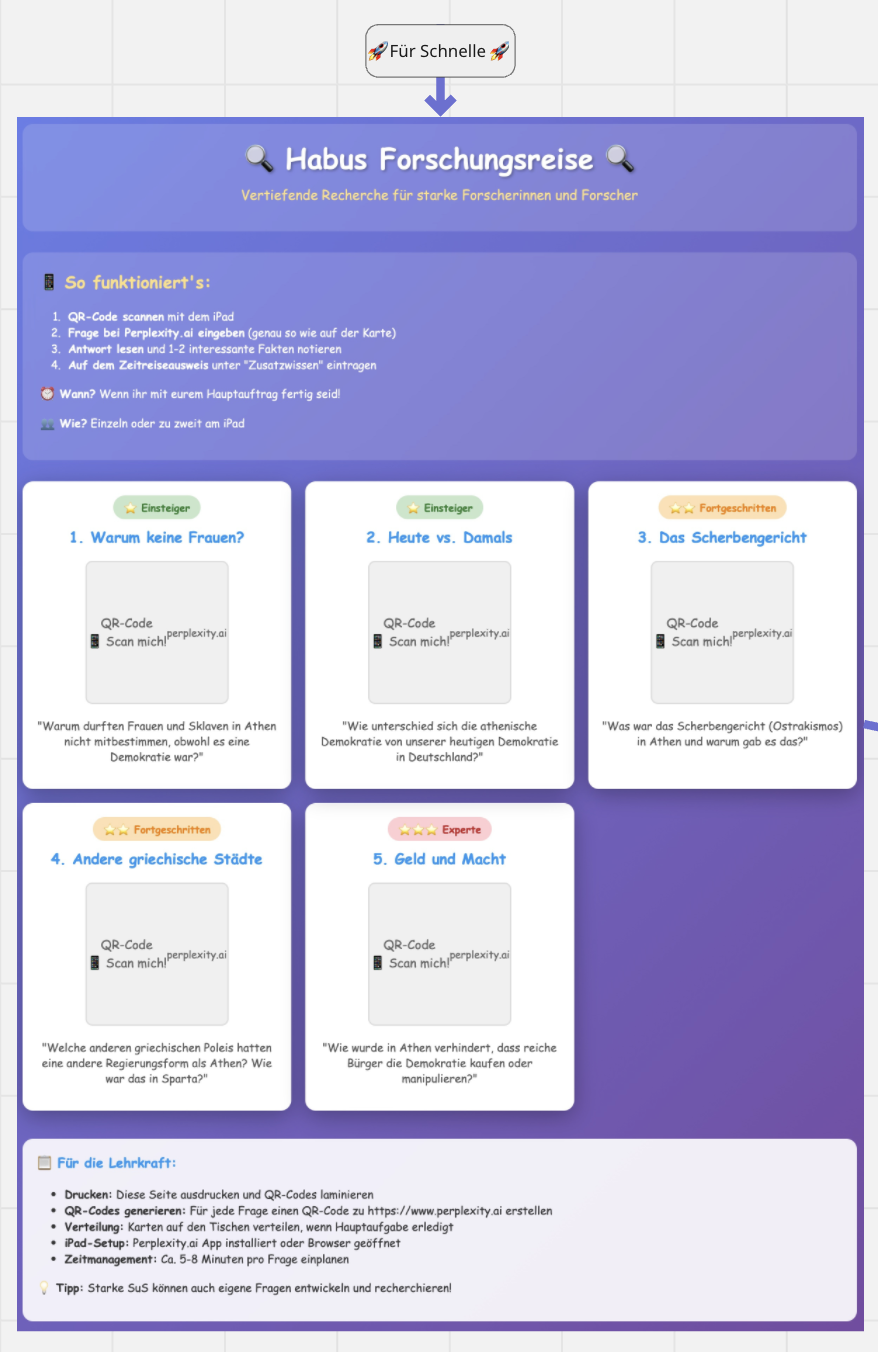 🚀Für Schnelle 🚀
🔍 Habus Forschungsreise 🔍
Vertiefende Recherche für starke Forscherinnen und Forscher
📱 So funktioniert's:
1. QR-Code scannen mit dem iPad
2. Frage bei Perplexity.ai eingeben (genau so wie auf der Karte)
3. Antwort lesen und 1-2 interessante Fakten notieren
4. Auf dem Zeitreiseausweis unter "Zusatzwissen" eintragen
⏰ Wann? Wenn ihr mit eurem Hauptauftrag fertig seid!
👥 Wie? Einzeln oder zu zweit am iPad
⭐ Einsteiger
1. Warum keine Frauen?
QR-Code
📱 Scan mich!
perplexity.ai
"Warum durften Frauen und Sklaven in Athen
nicht mitbestimmen, obwohl es eine
Demokratie war?"
⭐ Einsteiger
2. Heute vs. Damals
QR-Code
📱 Scan mich!
perplexity.ai
"Wie unterschied sich die athenische
Demokratie von unserer heutigen Demokratie
in Deutschland?"
⭐⭐ Fortgeschritten
3. Das Scherbengericht
QR-Code
📱 Scan mich!
perplexity.ai
"Was war das Scherbengericht (Ostrakismos)
in Athen und warum gab es das?"
⭐⭐ Fortgeschritten
4. Andere griechische Städte
QR-Code
📱 Scan mich!
perplexity.ai
"Welche anderen griechischen Poleis hatten
eine andere Regierungsform als Athen? Wie
war das in Sparta?"
⭐⭐⭐ Experte
5. Geld und Macht
QR-Code
📱 Scan mich!
perplexity.ai
"Wie wurde in Athen verhindert, dass reiche
Bürger die Demokratie kaufen oder
manipulieren?"
📋 Für die Lehrkraft:
• Drucken: Diese Seite ausdrucken und QR-Codes laminieren
• QR-Codes generieren: Für jede Frage einen QR-Code zu https://www.perplexity.ai erstellen
• Verteilung: Karten auf den Tischen verteilen, wenn Hauptaufgabe erledigt
• iPad-Setup: Perplexity.ai App installiert oder Browser geöffnet
• Zeitmanagement: Ca. 5-8 Minuten pro Frage einplanen
💡 Tipp: Starke SuS können auch eigene Fragen entwickeln und recherchieren!